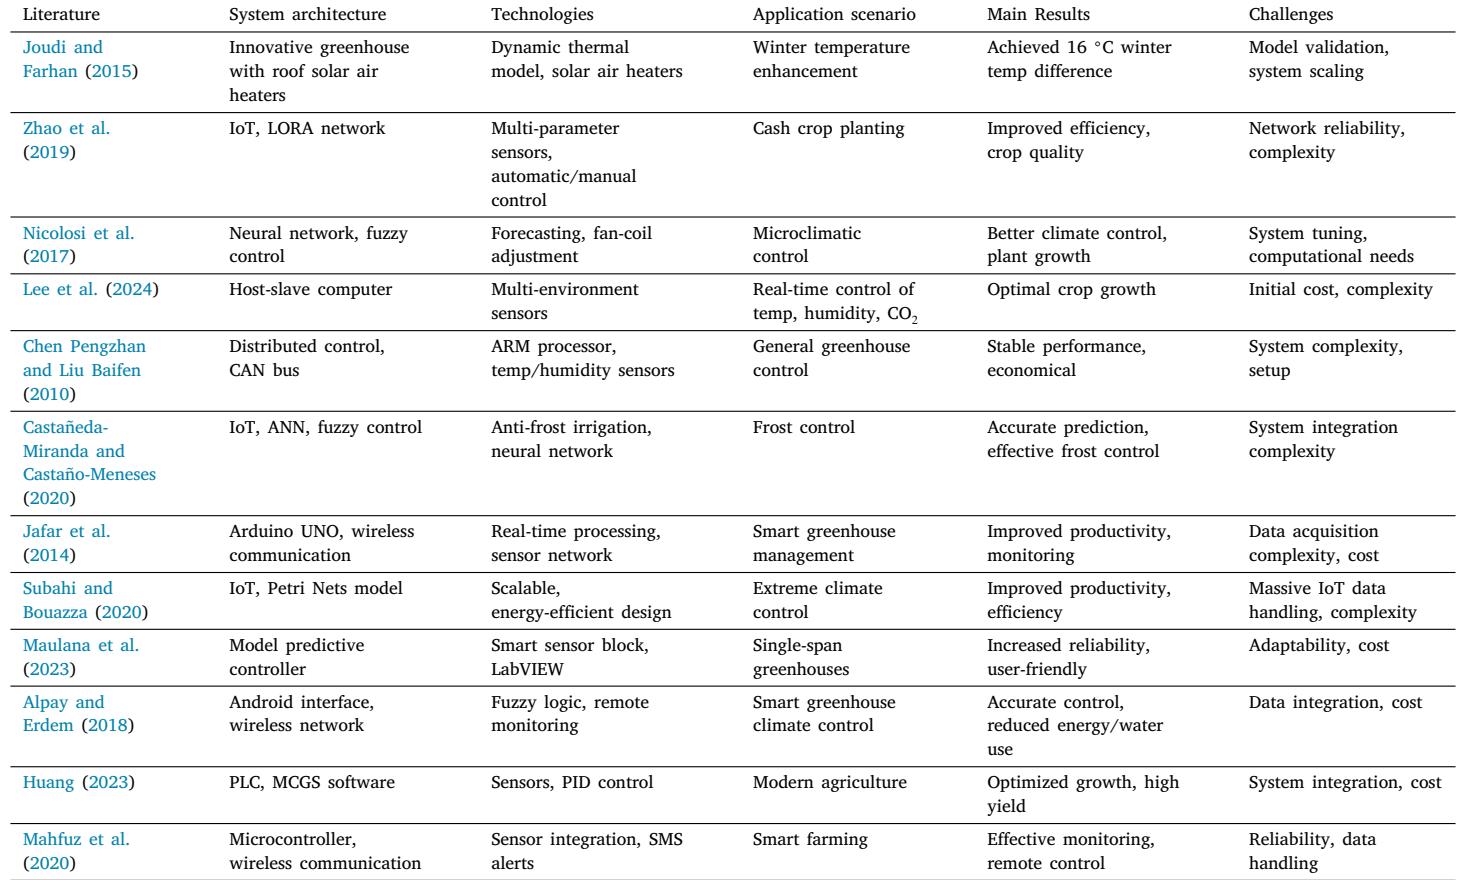 Literature System architecture Technologies Application scenario Main Results Challenges
Joudi and Innovative greenhouse Dynamic thermal Winter temperature Achieved 16 °C winter Model validation,
Farhan (2015) with roof solar air model, solar air heaters enhancement temp difference system scaling
heaters
Zhao et al. IoT, LORA network Multi-parameter Cash crop planting Improved efficiency, Network reliability,
(2019) sensors, crop quality complexity
automatic/manual
control
Nicolosi et al. Neural network, fuzzy Forecasting, fan-coil Microclimatic Better climate control, System tuning,
(2017) control adjustment control plant growth computational needs
Lee et al. (2024) Host-slave computer Multi-environment Real-time control of Optimal crop growth Initial cost, complexity
sensors temp, humidity, CO₂
Chen Pengzhan Distributed control, ARM processor, General greenhouse Stable performance, System complexity,
and Liu Baifen CAN bus temp/humidity sensors control economical setup
(2010)
Castañeda- IoT, ANN, fuzzy control Anti-frost irrigation, Frost control Accurate prediction, System integration
Miranda and neural network effective frost control complexity
Castaño-Meneses
(2020)
Jafar et al. Arduino UNO, wireless Real-time processing, Smart greenhouse Improved productivity, Data acquisition
(2014) communication sensor network management monitoring complexity, cost
Subahi and IoT, Petri Nets model Scalable, Extreme climate Improved productivity, Massive IoT data
Bouazza (2020) energy-efficient design control efficiency handling, complexity
Maulana et al. Model predictive Smart sensor block, Single-span Increased reliability, Adaptability, cost
(2023) controller LabVIEW greenhouses user-friendly
Alpay and Android interface, Fuzzy logic, remote Smart greenhouse Accurate control, Data integration, cost
Erdem (2018) wireless network monitoring climate control reduced energy/water
use
Huang (2023) PLC, MCGS software Sensors, PID control Modern agriculture Optimized growth, high System integration, cost
yield
Mahfuz et al. Microcontroller, Sensor integration, SMS Smart farming Effective monitoring, Reliability, data
(2020) wireless communication alerts remote control handling